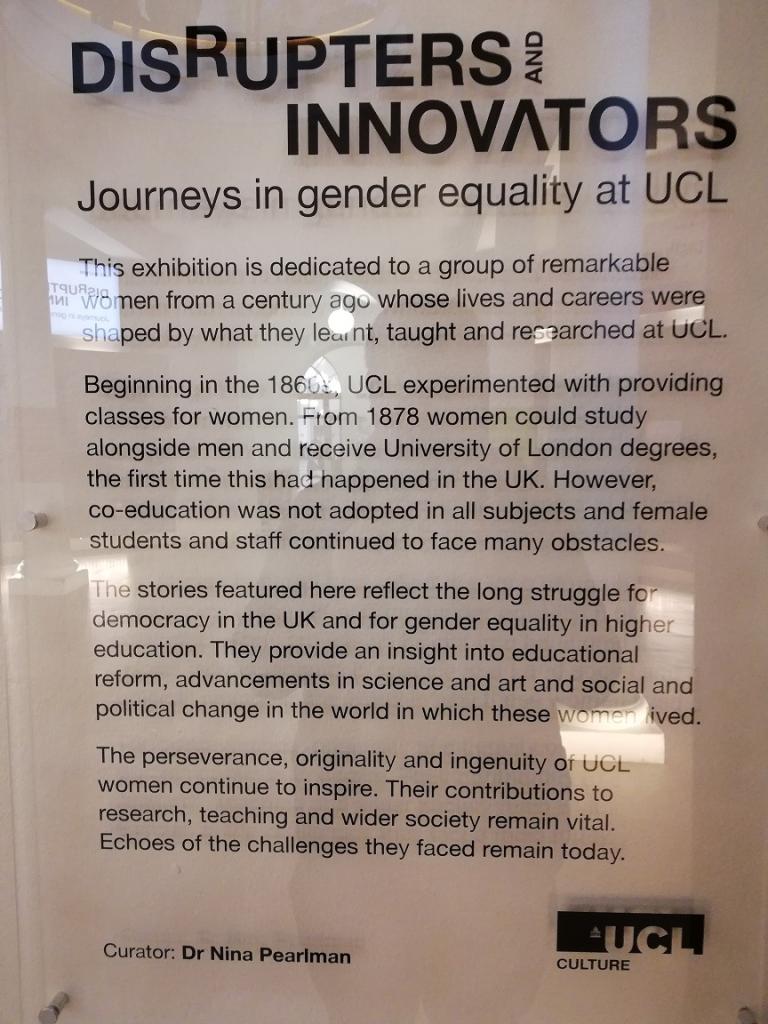 DISRUPTERS AND
INNOVATORS
Journeys in gender equality at UCL
This exhibition is dedicated to a group of remarkable
women from a century ago whose lives and careers were
shaped by what they learnt, taught and researched at UCL.
Beginning in the 1860s, UCL experimented with providing
classes for women. From 1878 women could study
alongside men and receive University of London degrees,
the first time this had happened in the UK. However,
co-education was not adopted in all subjects and female
students and staff continued to face many obstacles.
The stories featured here reflect the long struggle for
democracy in the UK and for gender equality in higher
education. They provide an insight into educational
reform, advancements in science and art and social and
political change in the world in which these women lived.
The perseverance, originality and ingenuity of UCL
women continue to inspire. Their contributions to
research, teaching and wider society remain vital.
Echoes of the challenges they faced remain today.
Curator: Dr Nina Pearlman
UCL
CULTURE